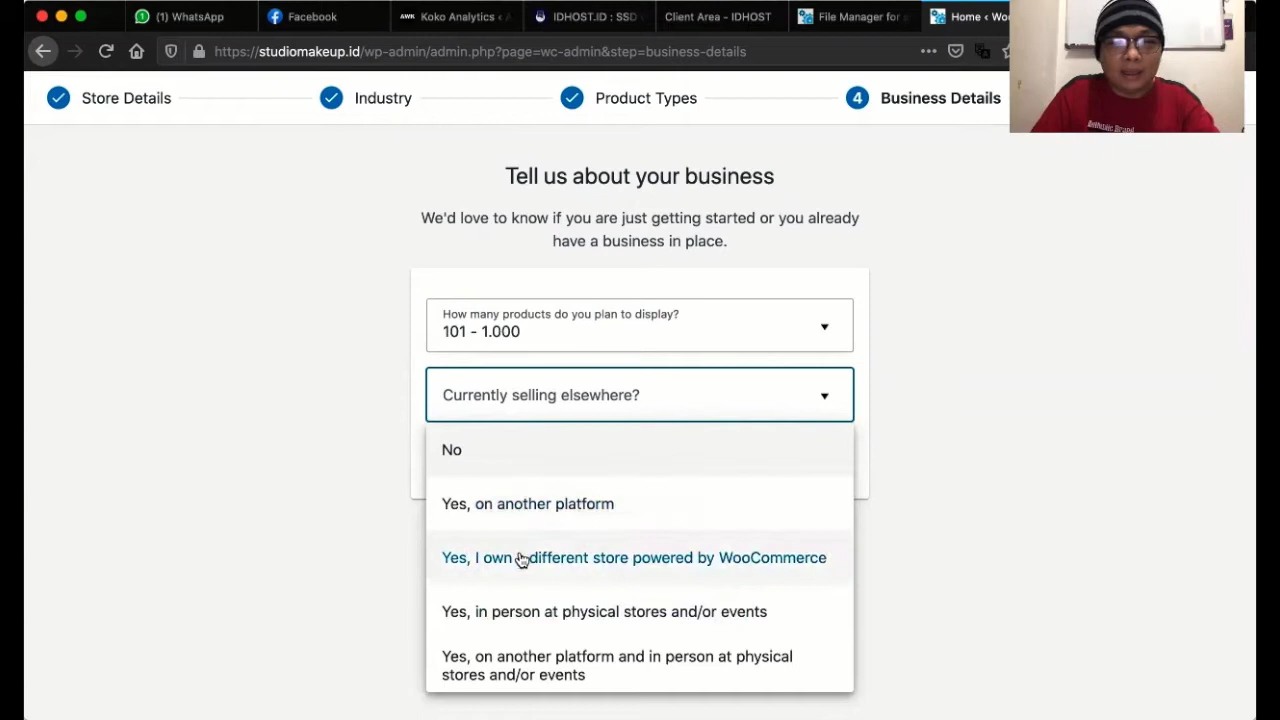 (1) WhatsApp
Facebook
AWK Koko Analytics < A
IDHOST.ID : SSD
Client Area - IDHOST
File Manager for
Home < Woo
https://studiomakeup.id/wp-admin/admin.php?page=wc-admin&step=business-details
Store Details
Industry
Product Types
4 Business Details
Tell us about your business
We'd love to know if you are just getting started or you already
have a business in place.
How many products do you plan to display?
101 - 1.000
Currently selling elsewhere?
No
Yes, on another platform
Yes, I own different store powered by WooCommerce
Yes, in person at physical stores and/or events
Yes, on another platform and in person at physical
stores and/or events